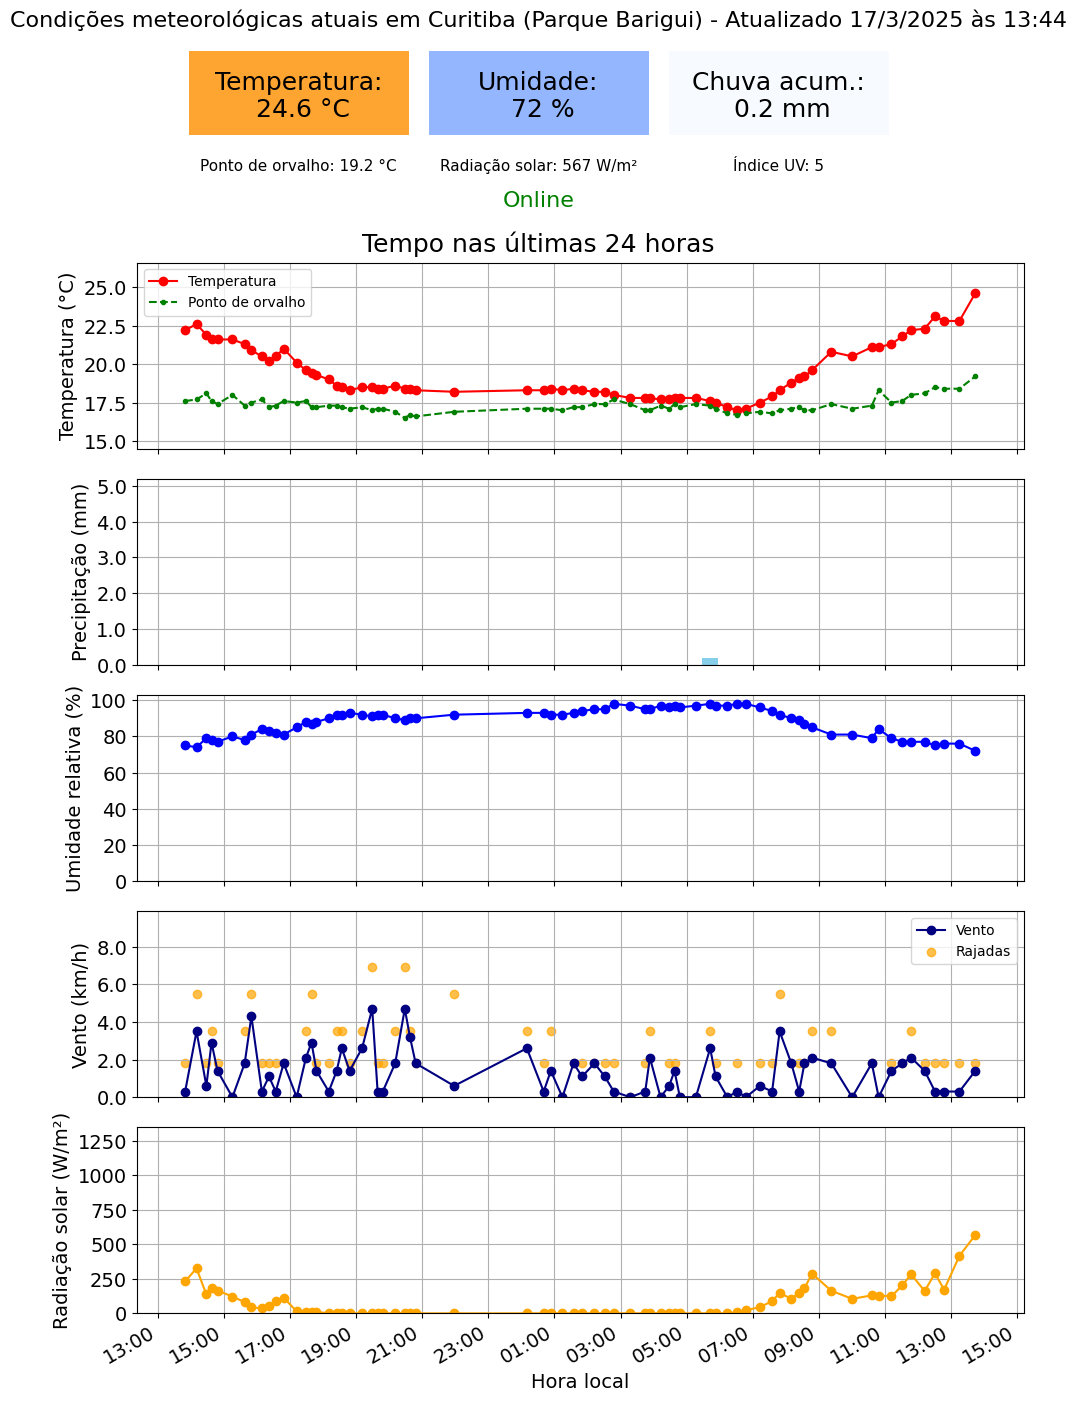 Condições meteorológicas atuais em Curitiba (Parque Barigui) - Atualizado 17/3/2025 às 13:44
Temperatura:
24.6 °C
Umidade:
72 %
Chuva acum.:
0.2 mm
Ponto de orvalho: 19.2 °C
Radiação solar: 567 W/m²
Índice UV: 5
Online
Tempo nas últimas 24 horas
Temperatura (°C)
25.0
22.5
20.0
17.5
15.0
Temperatura
Ponto de orvalho
Precipitação (mm)
5.0
4.0
3.0
2.0
1.0
0.0
Umidade relativa (%)
100
80
60
40
20
0
Vento (km/h)
8.0
6.0
4.0
2.0
0.0
Vento
Rajadas
Radiação solar (W/m²)
1250
1000
750
500
250
0
13:00
15:00
17:00
19:00
21:00
23:00
01:00
03:00
05:00
07:00
09:00
11:00
13:00
15:00
Hora local